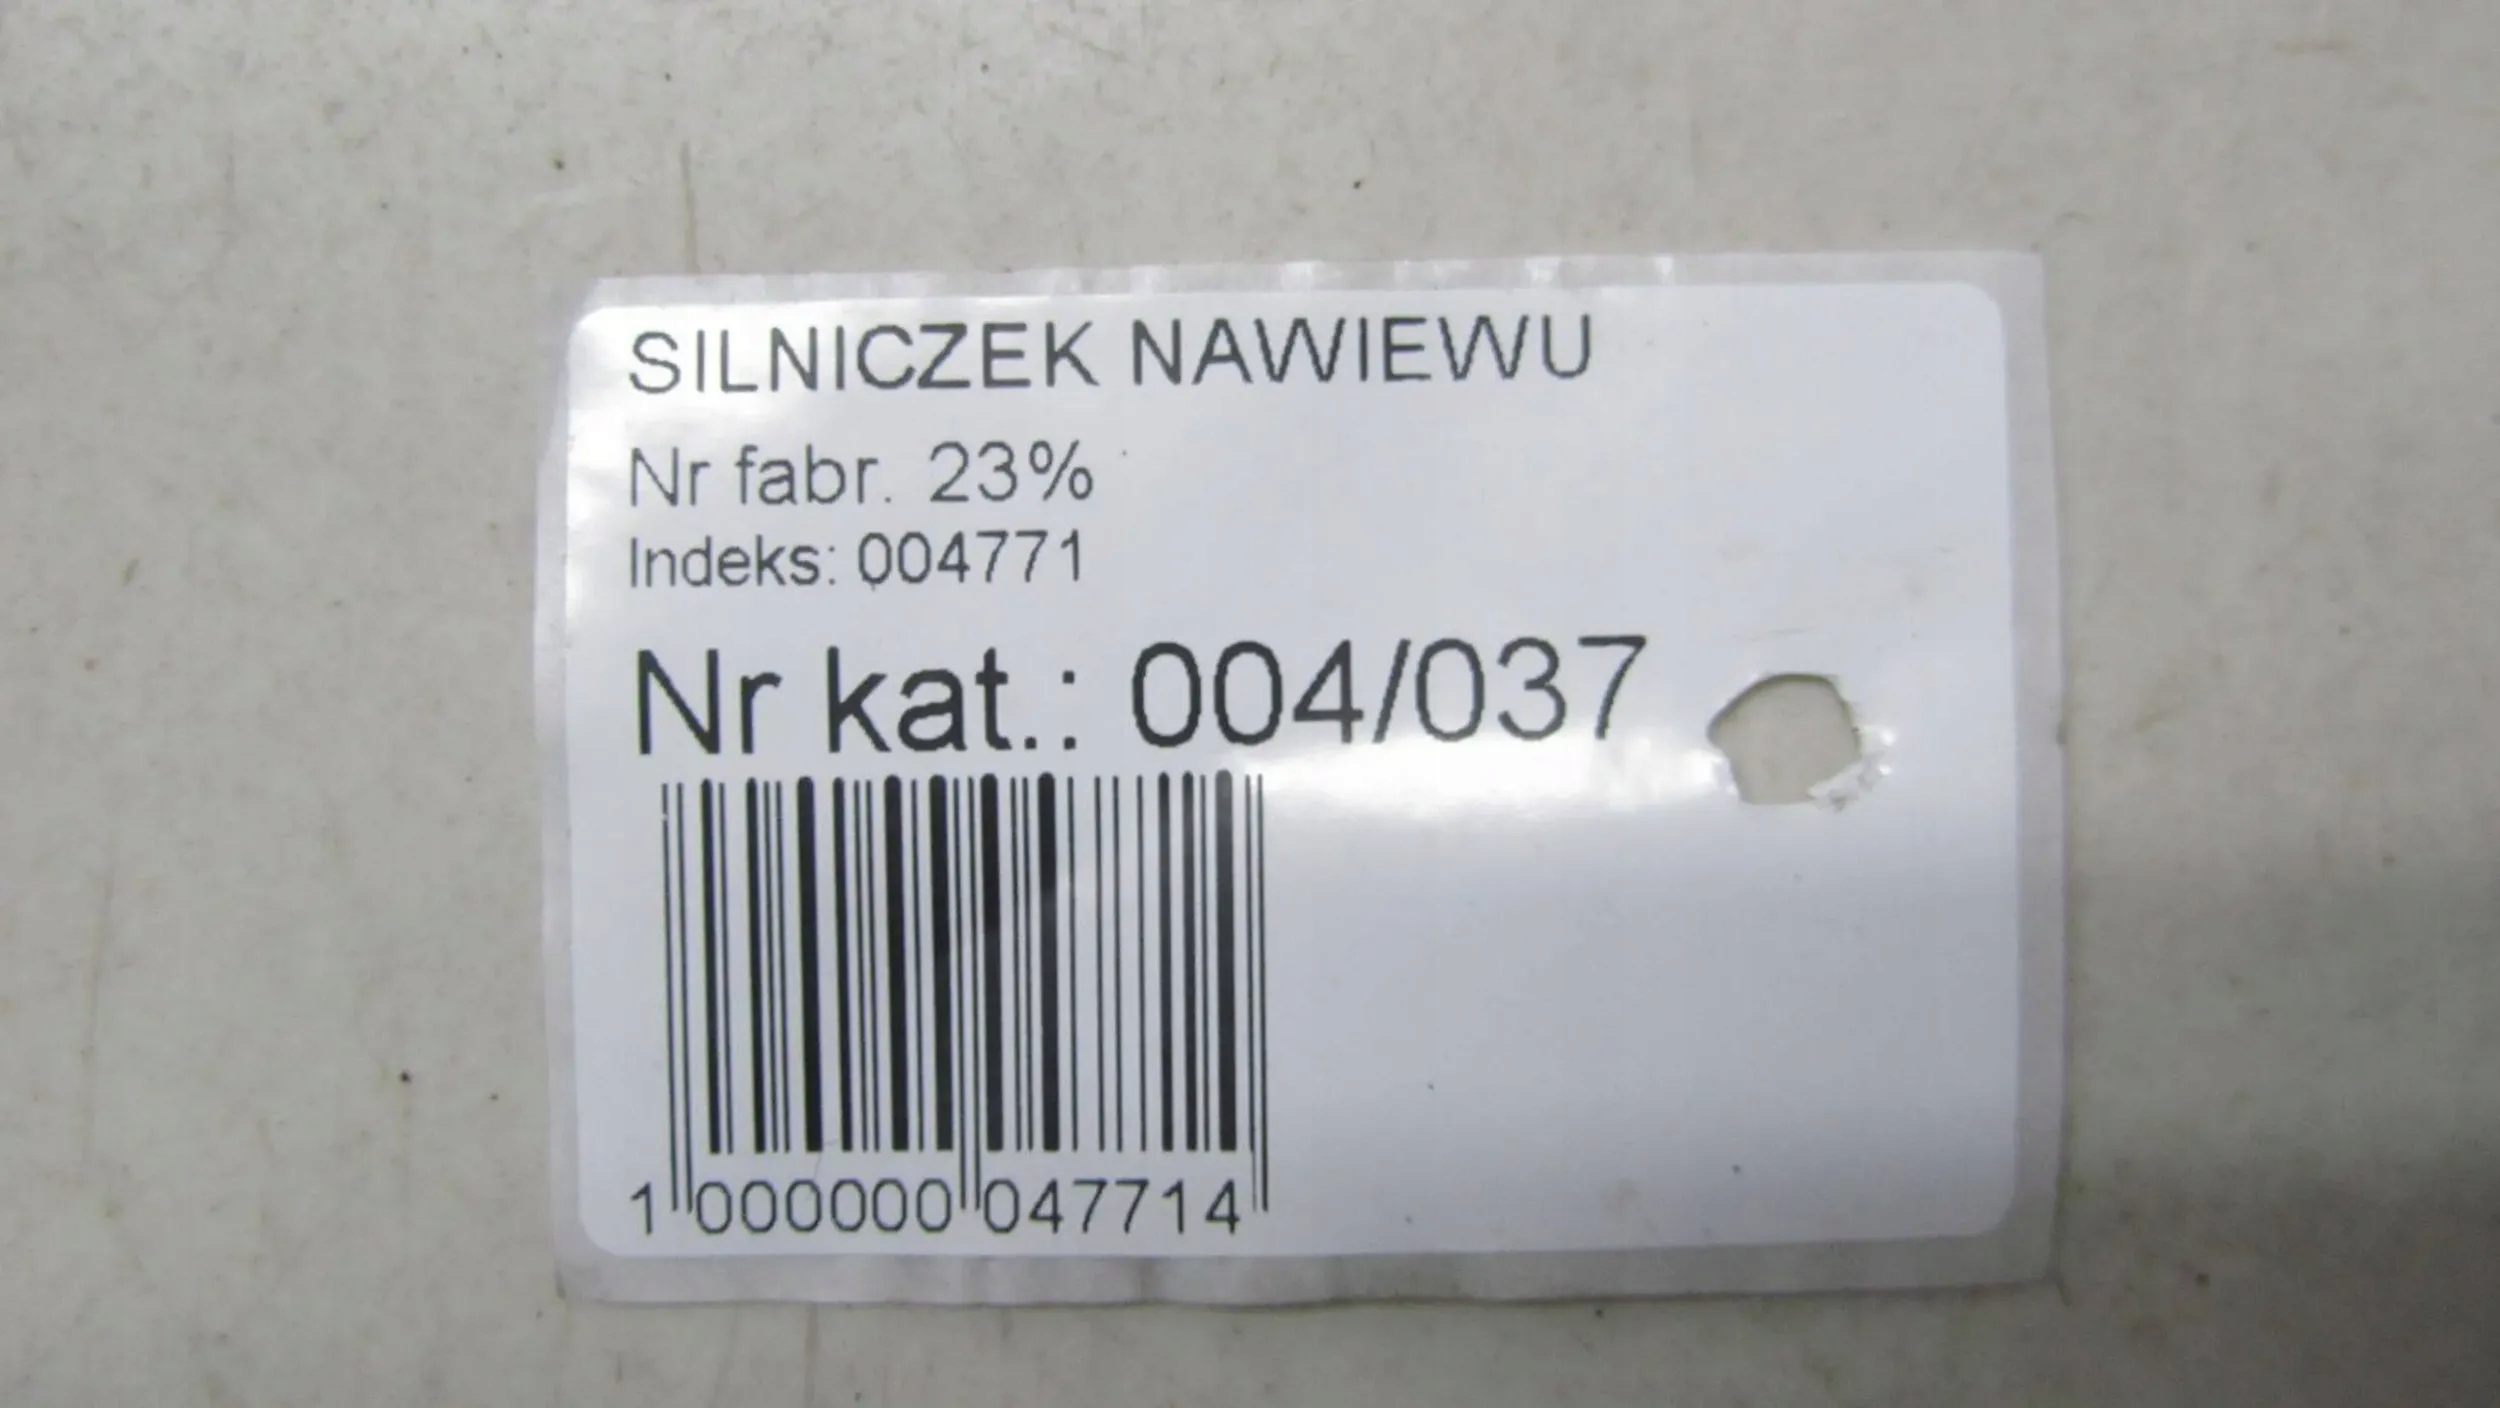 SILNICZEK NAWIEWU
Nr fabr. 23%
Indeks: 004771
Nr kat.: 004/037
1 000000 047714